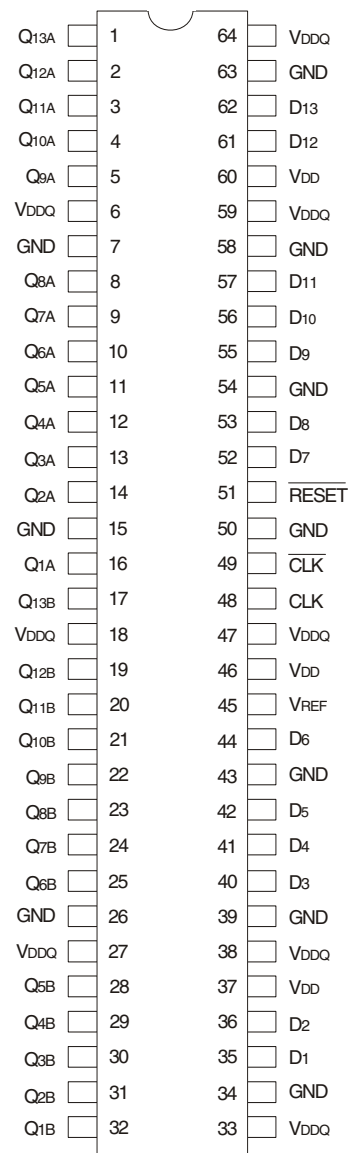 Q13A 1 64 VDDQ
Q12A 2 63 GND
Q11A 3 62 D13
Q10A 4 61 D12
Q9A 5 60 VDD
VDDQ 6 59 VDDQ
GND 7 58 GND
Q8A 8 57 D11
Q7A 9 56 D10
Q6A 10 55 D9
Q5A 11 54 GND
Q4A 12 53 D8
Q3A 13 52 D7
Q2A 14 51 RESET
GND 15 50 GND
Q1A 16 49 CLK
Q13B 17 48 CLK
VDDQ 18 47 VDDQ
Q12B 19 46 VDD
Q11B 20 45 VREF
Q10B 21 44 D6
Q9B 22 43 GND
Q8B 23 42 D5
Q7B 24 41 D4
Q6B 25 40 D3
GND 26 39 GND
VDDQ 27 38 VDDQ
Q5B 28 37 VDD
Q4B 29 36 D2
Q3B 30 35 D1
Q2B 31 34 GND
Q1B 32 33 VDDQ